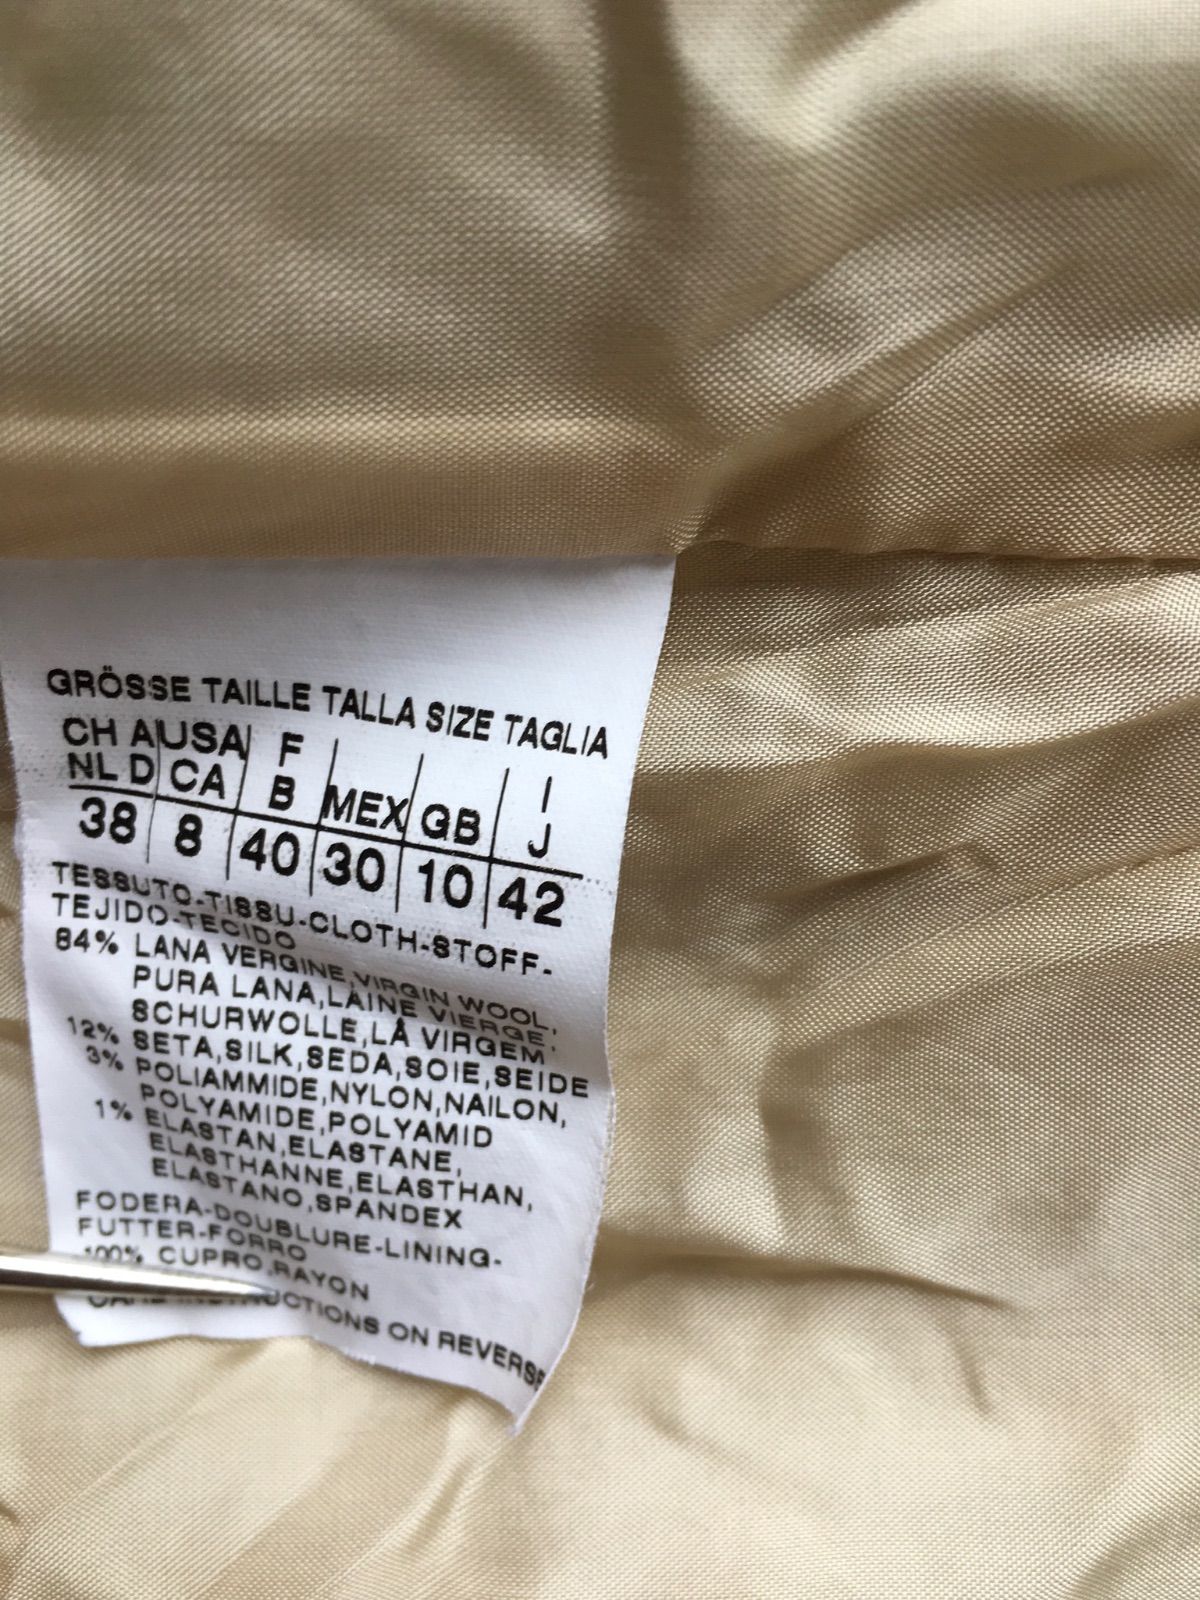 GRÖSSE TAILLE TALLA SIZE TAGLIA
CH A USA F MEX GB I
NL D CA B J
38 8 40 30 10 42
TESSUTO-TISSU-CLOTH-STOFF-
TEJIDO-TECIDO
84% LANA VERGINE,VIRGIN WOOL,
PURA LANA,LAINE VIERGE,
SCHURWOLLE,LÂ VIRGEM
12% SETA,SILK,SEDA,SOIE,SEIDE
3% POLIAMMIDE,NYLON,NAILON,
POLYAMIDE,POLYAMID
1% ELASTAN,ELASTANE,
ELASTHANNE,ELASTHAN,
ELASTANO,SPANDEX
FODERA-DOUBLURE-LINING-
FUTTER-FORRO
100% CUPRO,RAYON
CARE INSTRUCTIONS ON REVERSE